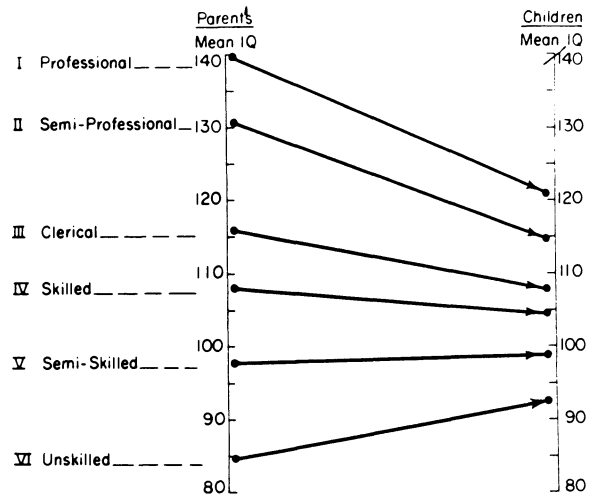 Parents Children
Mean IQ Mean IQ
I Professional 140 140
II Semi-Professional 130 130
120 120
III Clerical
110 110
IV Skilled
100 100
V Semi-Skilled
90 90
VI Unskilled
80 80